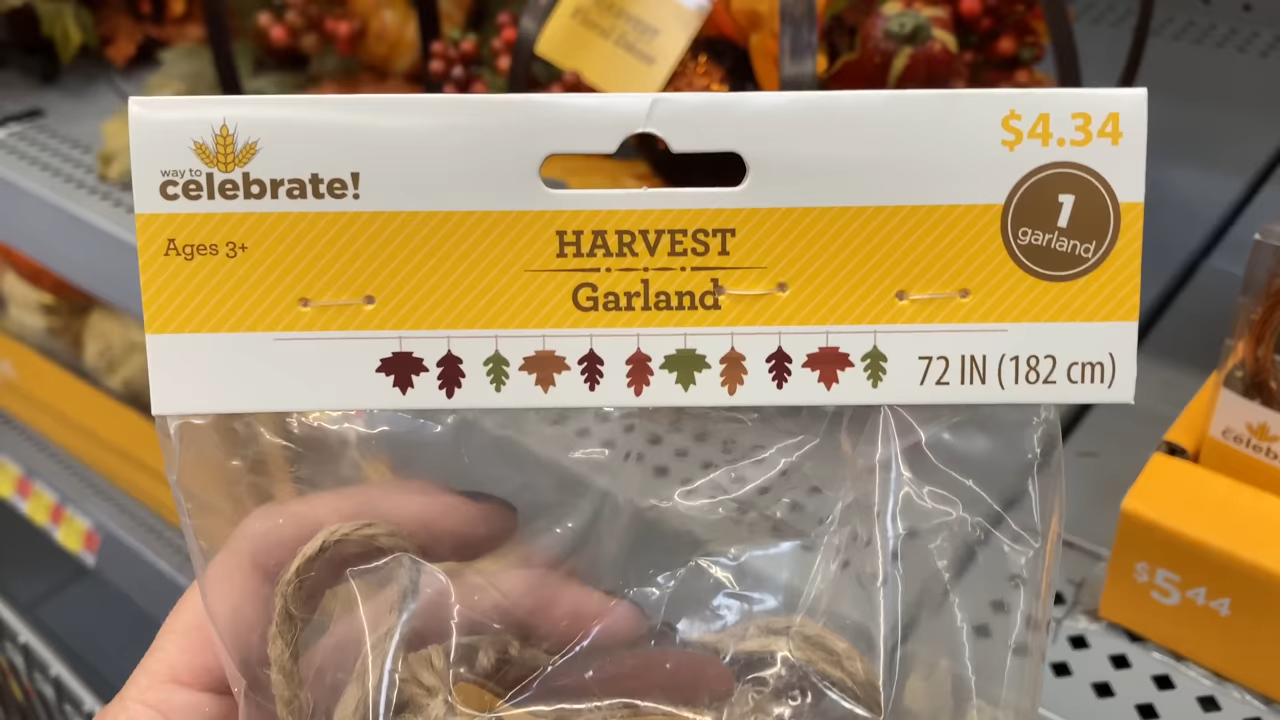 $4.34
way to
celebrate!
Ages 3+
HARVEST
Garland
1
garland
72 IN (182 cm)
$5.44